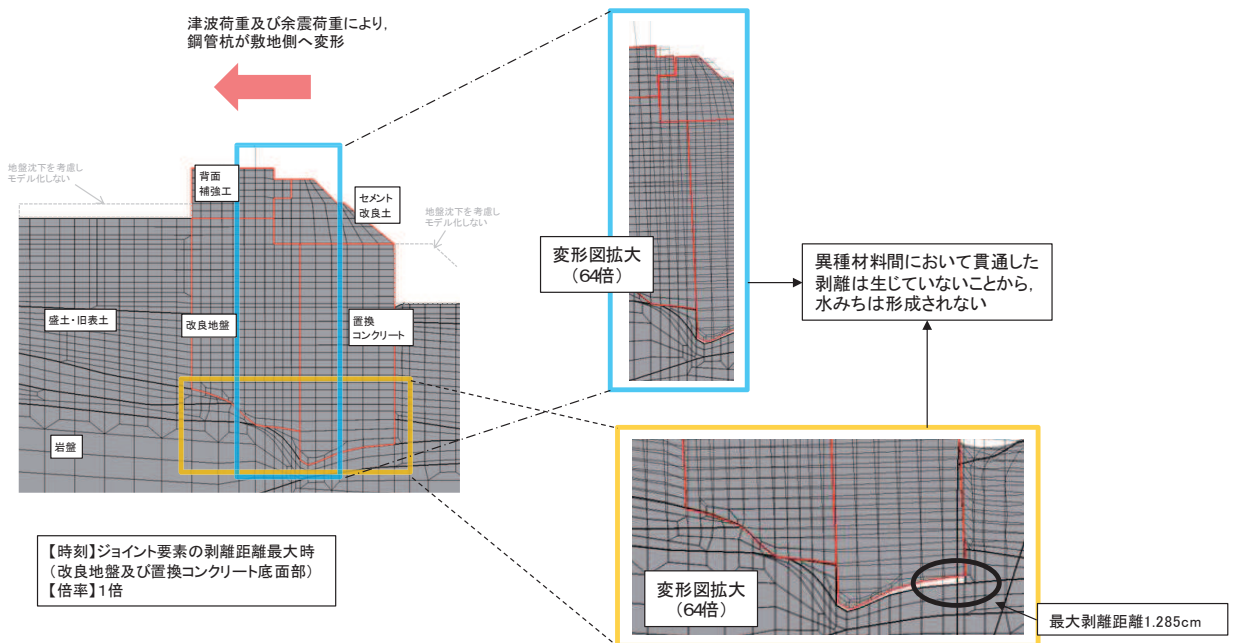 津波荷重及び余震荷重により,
鋼管杭が敷地側へ変形
地盤沈下を考慮し
モデル化しない
背面
補強工
セメント
改良土
地盤沈下を考慮し
モデル化しない
盛土・旧表土
改良地盤
置換
コンクリート
岩盤
変形図拡大
(64倍)
異種材料間において貫通した
剥離は生じていないことから,
水みちは形成されない
【時刻】ジョイント要素の剥離距離最大時
(改良地盤及び置換コンクリート底面部)
【倍率】1倍
変形図拡大
(64倍)
最大剥離距離1.285cm